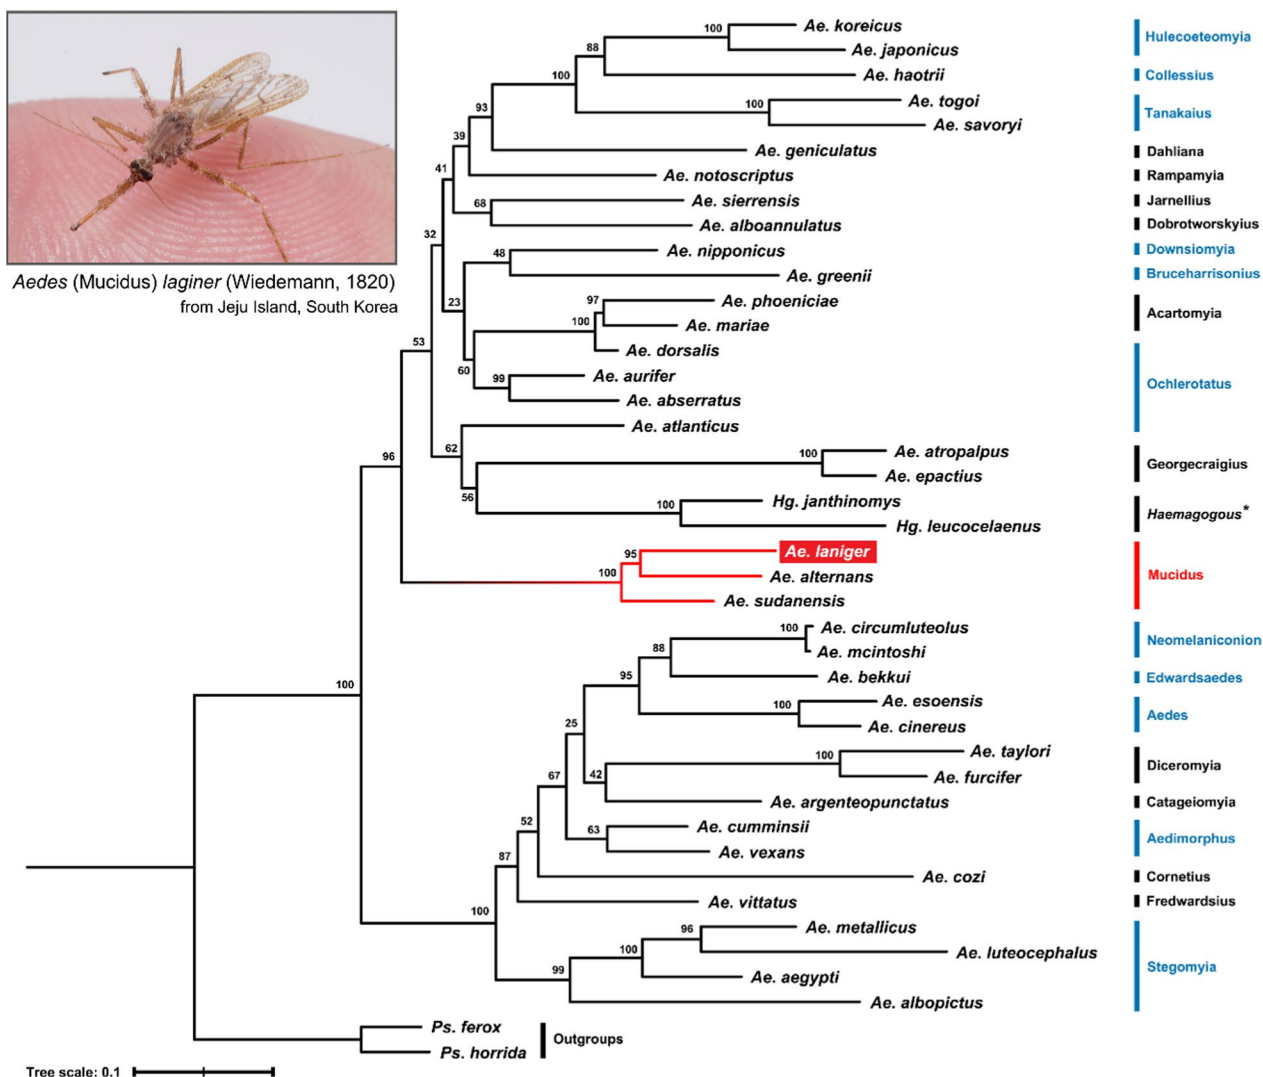 Aedes (Mucidus) laginer (Wiedemann, 1820)
from Jeju Island, South Korea
100
Ae. koreicus
Ae. japonicus
Hulecoeteomyia
88
Ae. haotrii
Collessius
100
100
Ae. togoi
Ae. savoryi
Tanakaius
93
Ae. geniculatus
Dahliana
39
Ae. notoscriptus
Rampamyia
41
68
Ae. sierrensis
Jarnellius
Ae. alboannulatus
Dobrotworskyius
32
48
Ae. nipponicus
Downsiomyia
Ae. greenii
Bruceharrisonius
23
97
Ae. phoeniciae
100
Ae. mariae
Acartomyia
Ae. dorsalis
53
60
99
Ae. aurifer
Ae. abserratus
Ochlerotatus
Ae. atlanticus
62
100
Ae. atropalpus
Ae. epactius
Georgecraigius
96
56
100
Hg. janthinomys
Hg. leucocelaenus
Haemagogous*
95
Ae. laniger
100
Ae. alternans
Mucidus
Ae. sudanensis
100
Ae. circumluteolus
Ae. mcintoshi
Neomelaniconion
88
Ae. bekkui
Edwardsaedes
95
100
Ae. esoensis
Ae. cinereus
Aedes
100
25
100
Ae. taylori
Ae. furcifer
Diceromyia
42
Ae. argenteopunctatus
Catageiomyia
67
63
Ae. cumminsii
Ae. vexans
Aedimorphus
52
Ae. cozi
Cornetius
87
Ae. vittatus
Fredwardsius
100
96
Ae. metallicus
Ae. luteocephalus
100
Ae. aegypti
Stegomyia
99
Ae. albopictus
Ps. ferox
Ps. horrida
Outgroups
Tree scale: 0.1